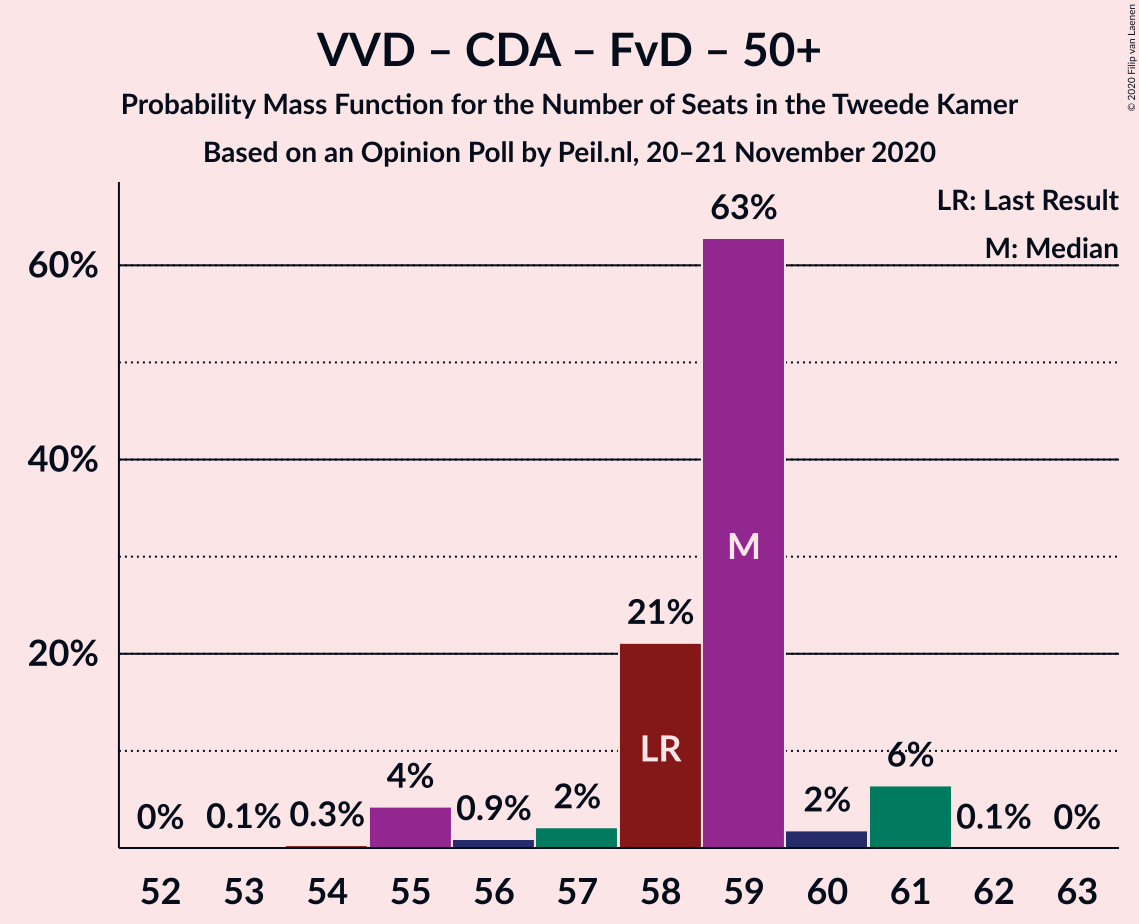 VVD – CDA – FvD – 50+
Probability Mass Function for the Number of Seats in the Tweede Kamer
Based on an Opinion Poll by Peil.nl, 20–21 November 2020
© 2020 Filip van Laenen
LR: Last Result
M: Median
63%
60%
40%
M
21%
20%
LR
6%
4%
2%
2%
0.9%
0%
0.1%
0.3%
0.1%
0%
52 53 54 55 56 57 58 59 60 61 62 63